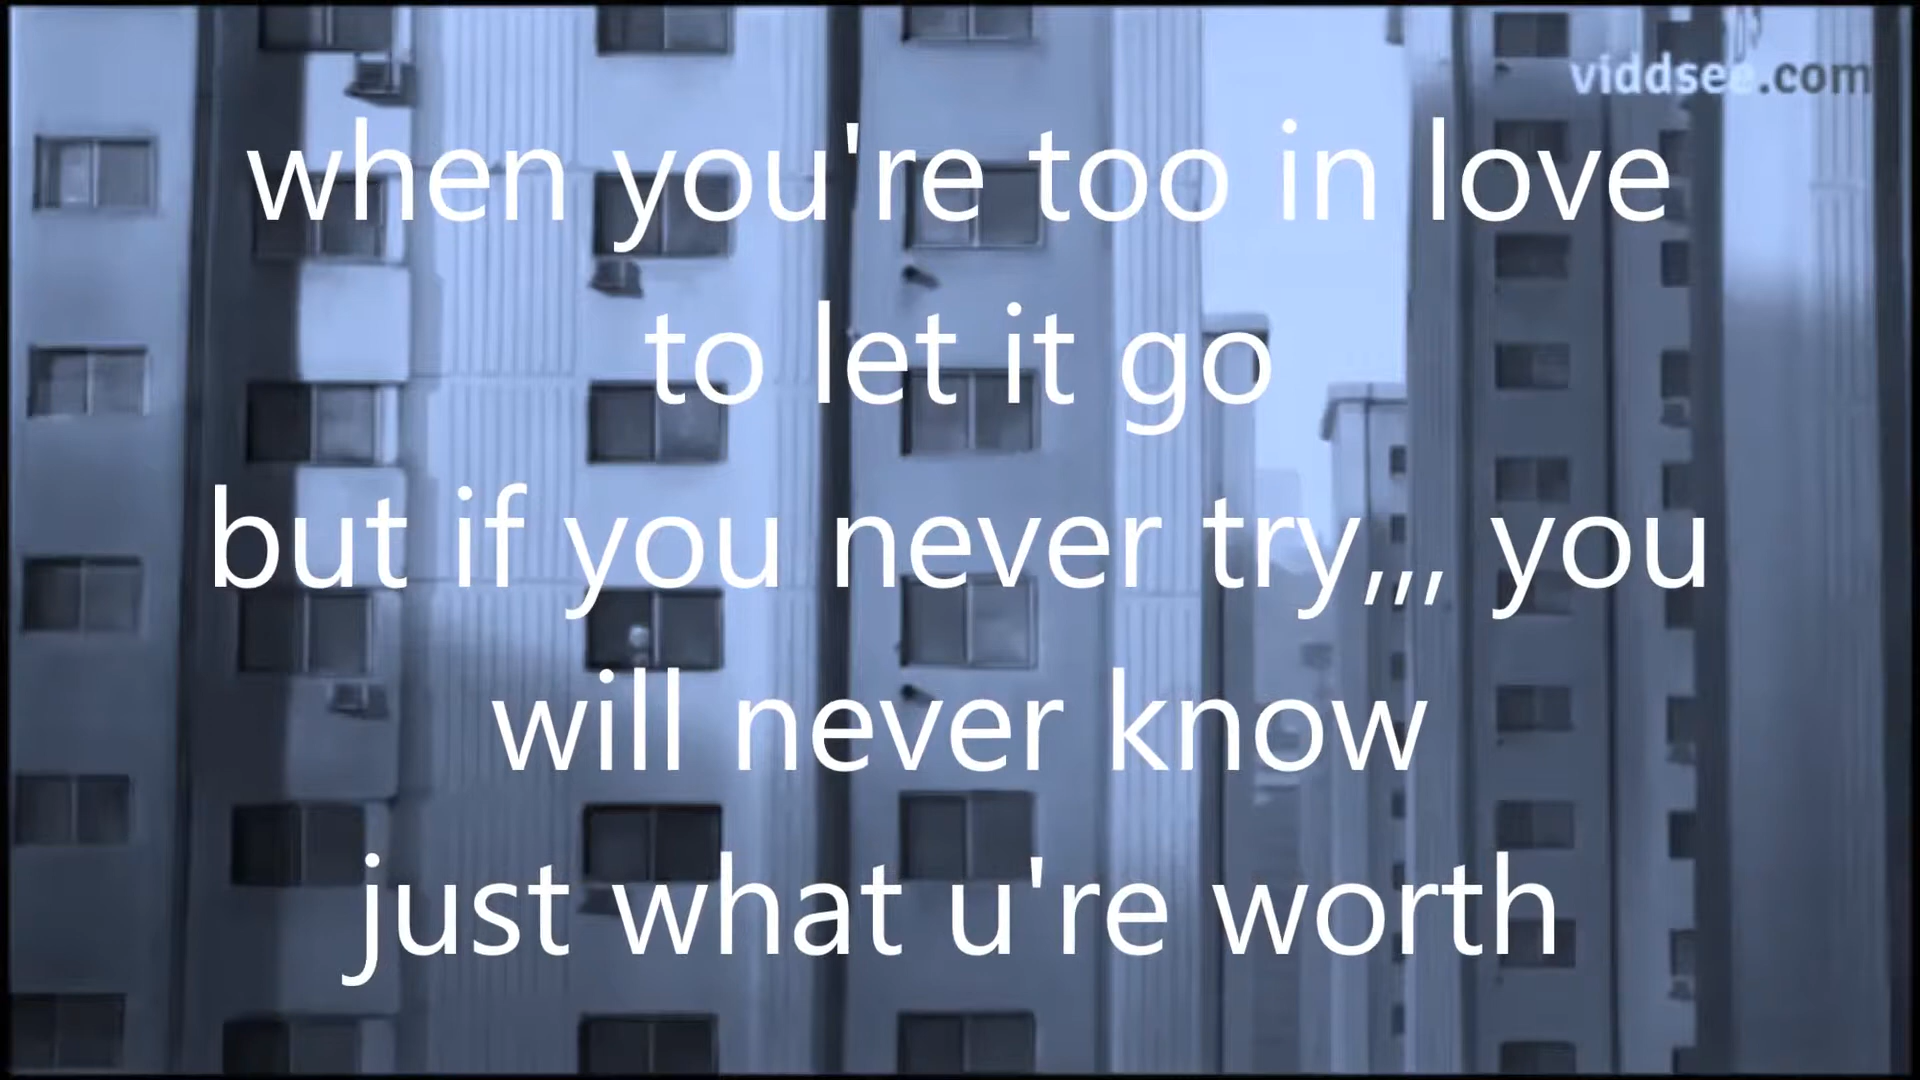 viddsee.com
when you're too in love
to let it go
but if you never try,,, you
will never know
just what u're worth